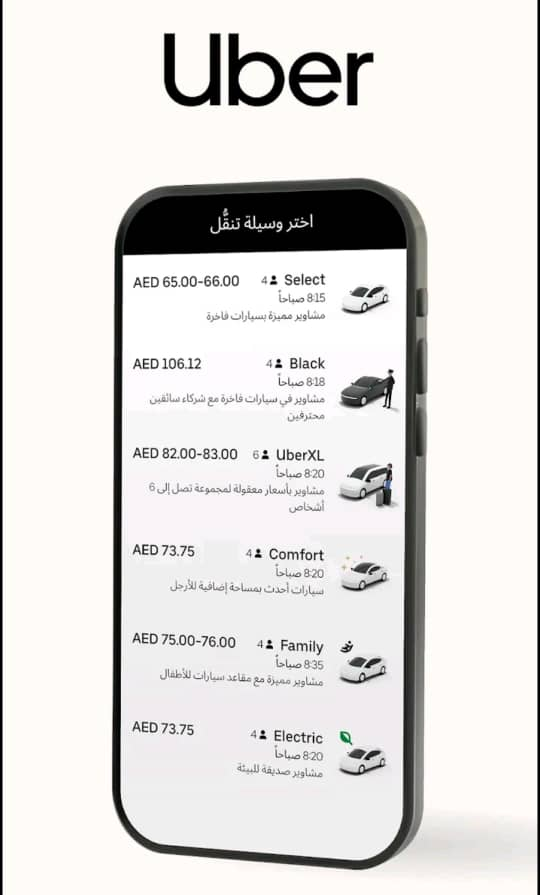 Uber
اختر وسيلة تنقُّل
Select 4 AED 65.00-66.00
8:15 صباحاً
مشاوير مميزة بسيارات فاخرة
Black 4 AED 106.12
8:18 صباحاً
مشاوير في سيارات فاخرة مع شركاء سائقين
محترفين
UberXL 6 AED 82.00-83.00
8:20 صباحاً
مشاوير بأسعار معقولة لمجموعة تصل إلى 6
أشخاص
Comfort 4 AED 73.75
8:20 صباحاً
سيارات أحدث بمساحة إضافية للأرجل
Family 4 AED 75.00-76.00
8:35 صباحاً
مشاوير مميزة مع مقاعد سيارات للأطفال
Electric 4 AED 73.75
8:20 صباحاً
مشاوير صديقة للبيئة